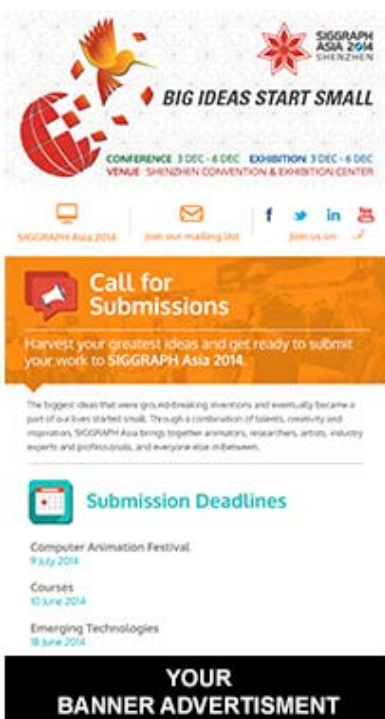 SIGGRAPH
ASIA 2014
SHENZHEN
BIG IDEAS START SMALL
CONFERENCE 3 DEC - 6 DEC EXHIBITION 3 DEC - 6 DEC
VENUE SHENZHEN CONVENTION & EXHIBITION CENTER
f in You
SIGGRAPH Asia 2014 Join our mailing list Join us on:
Call for
Submissions
Harvest your greatest ideas and get ready to submit
your work to SIGGRAPH Asia 2014.
The biggest ideas that were ground-breaking inventions and eventually became a
part of our lives started small. Through a combination of talents, creativity and
inspiration, SIGGRAPH Asia brings together animators, researchers, artists, industry
experts and professionals, and everyone else in-between.
Submission Deadlines
Computer Animation Festival
9 July 2014
Courses
10 June 2014
Emerging Technologies
18 June 2014
YOUR
BANNER ADVERTISMENT